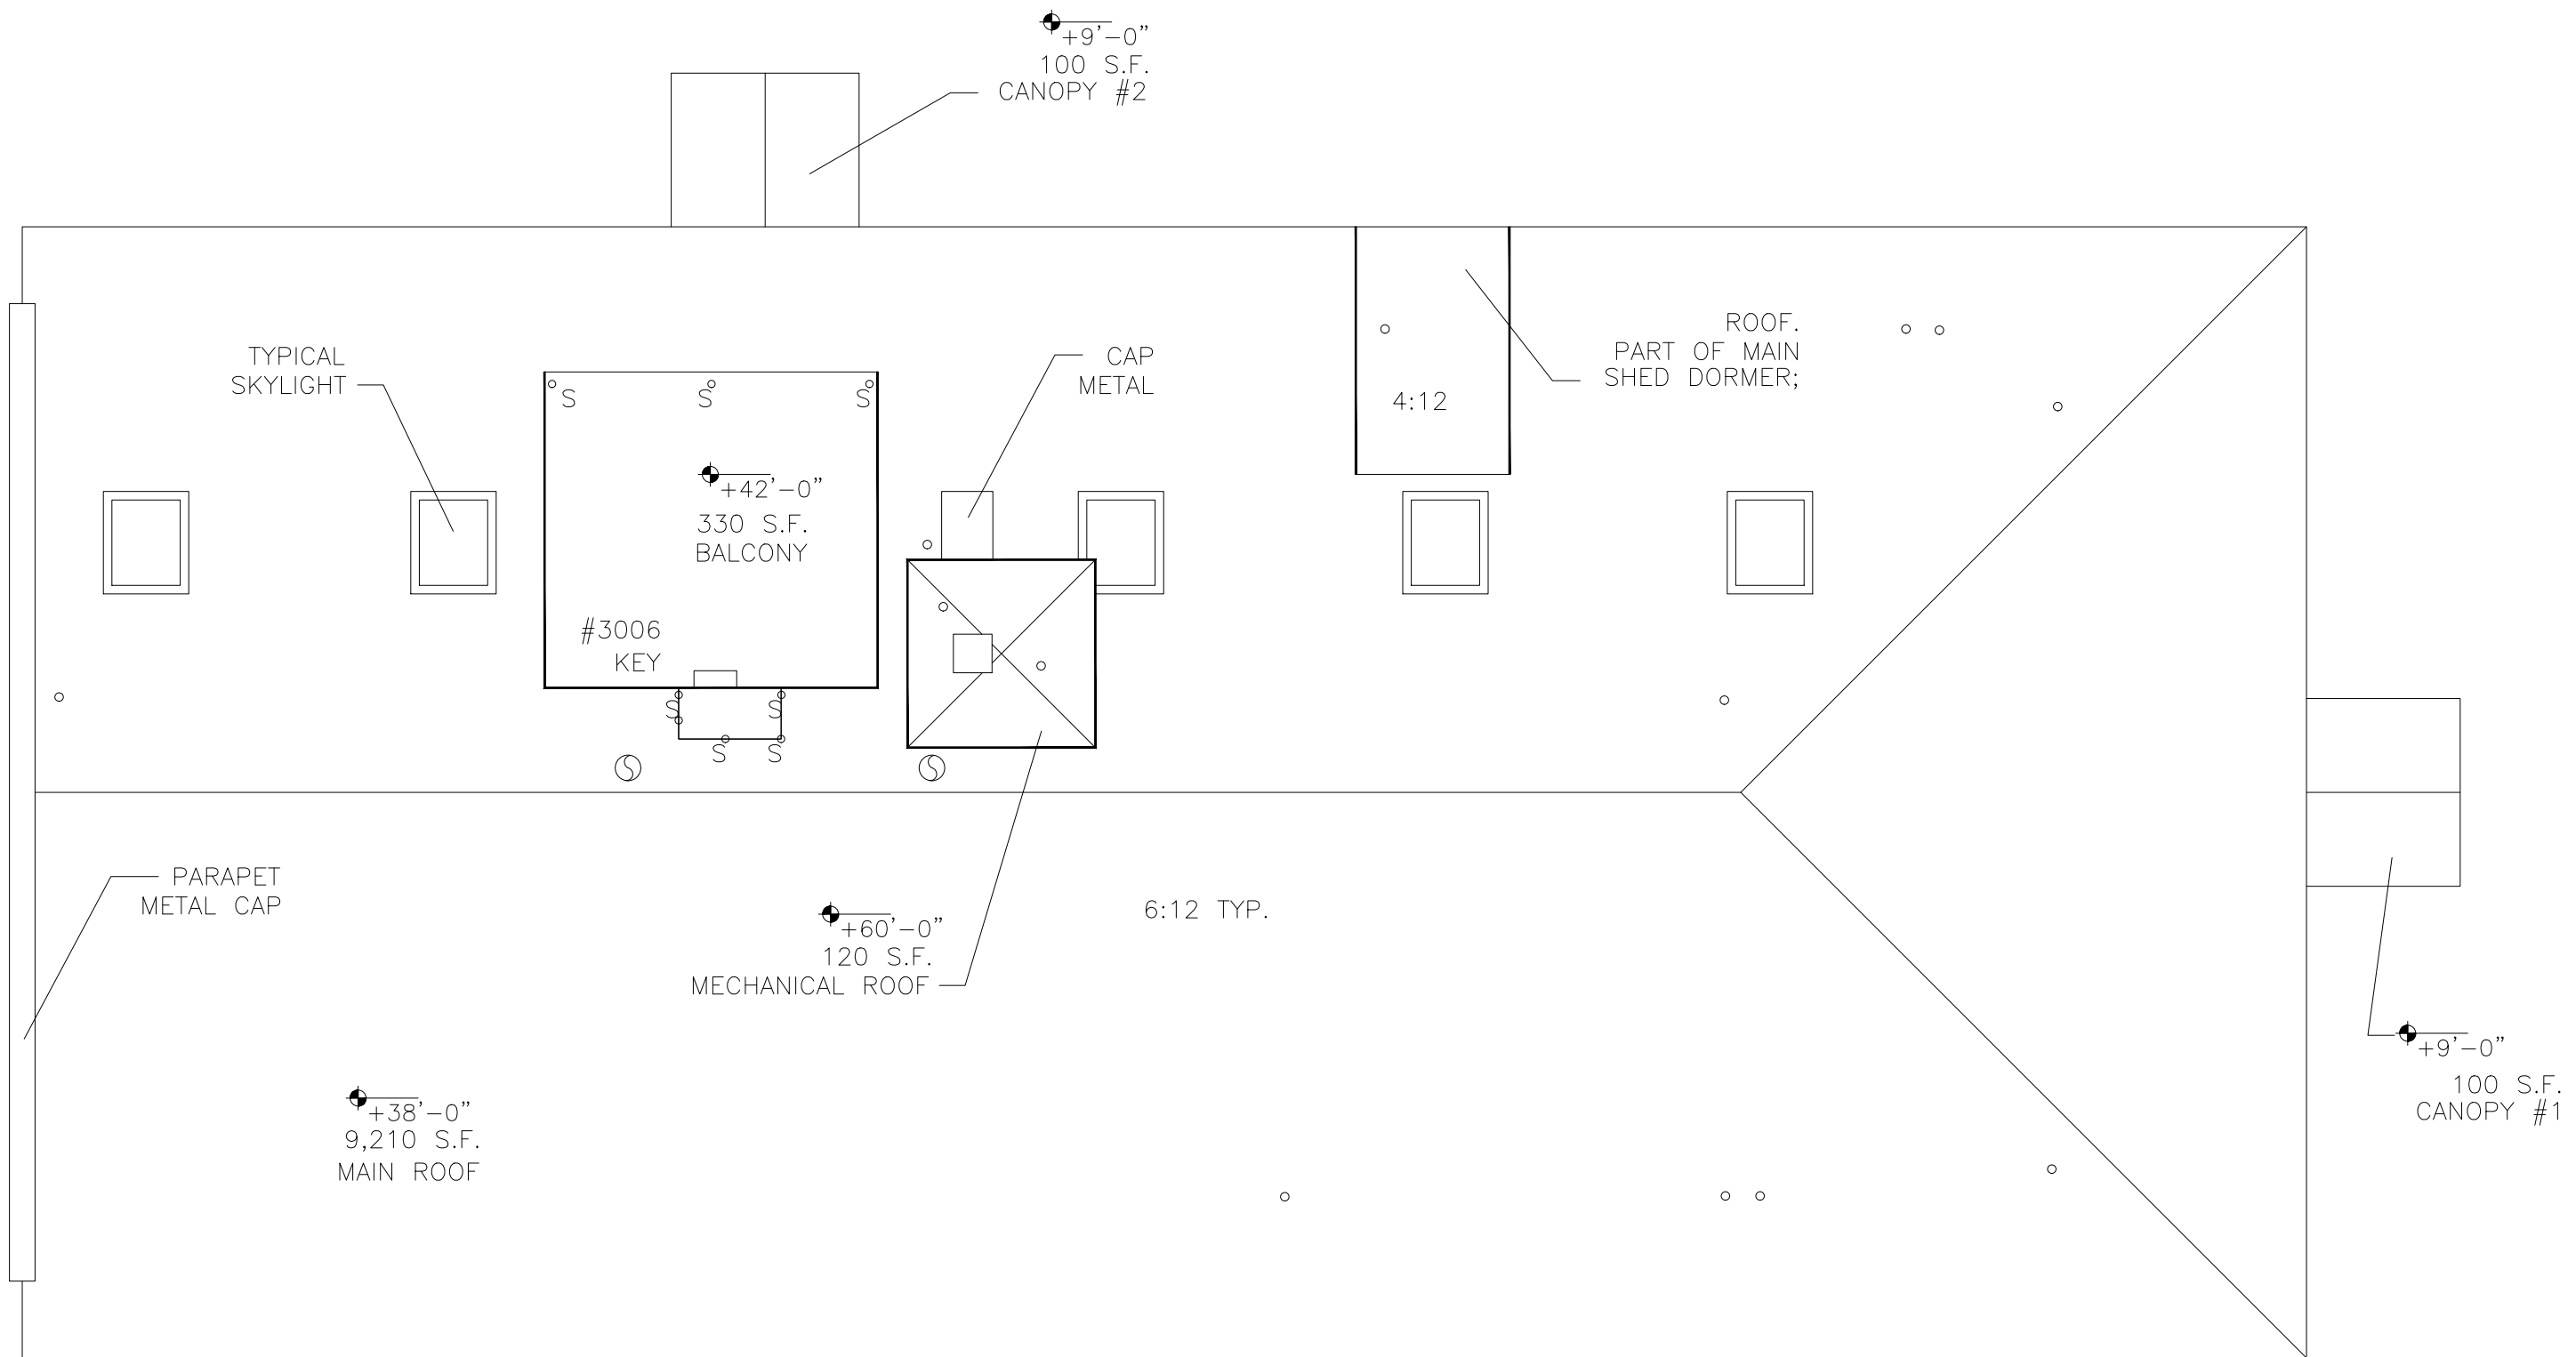 +9'-0"
100 S.F.
CANOPY #2
TYPICAL
SKYLIGHT
CAP
METAL
ROOF.
PART OF MAIN
SHED DORMER;
4:12
S
S
S
+42'-0"
330 S.F.
BALCONY
#3006
KEY
S
S
S
S
PARAPET
METAL CAP
+60'-0"
120 S.F.
MECHANICAL ROOF
6:12 TYP.
+38'-0"
9,210 S.F.
MAIN ROOF
+9'-0"
100 S.F.
CANOPY #1